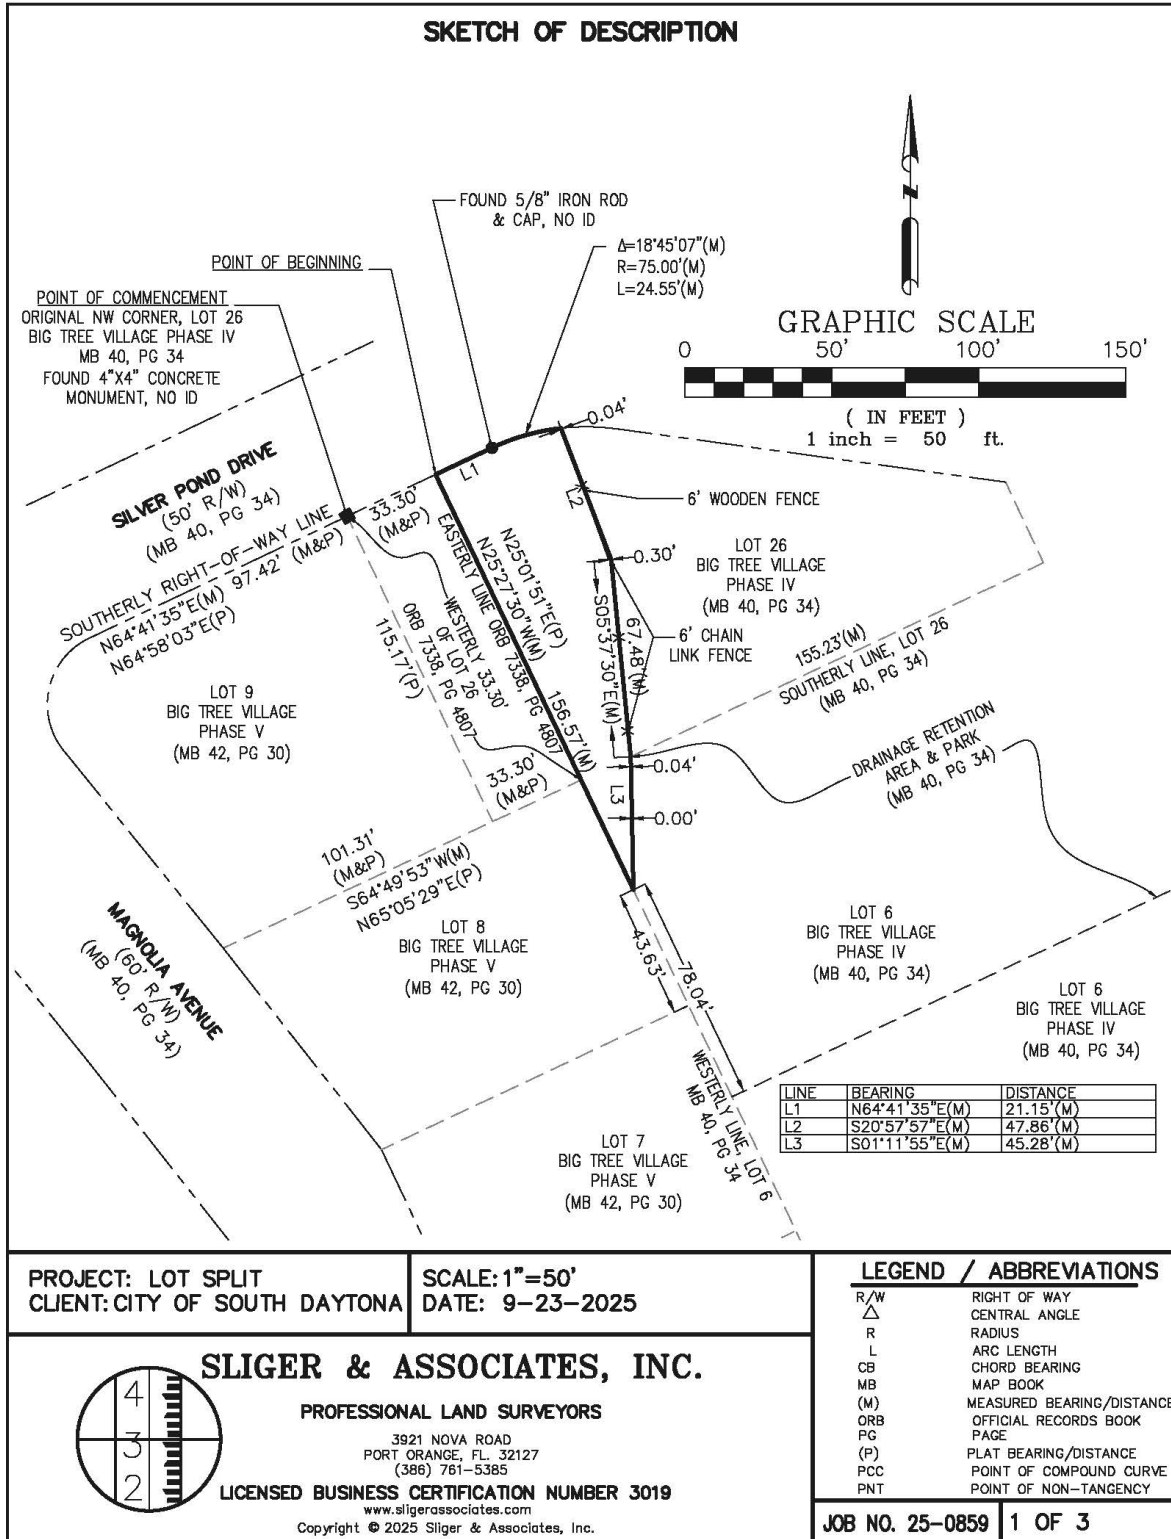 SKETCH OF DESCRIPTION
FOUND 5/8" IRON ROD
& CAP, NO ID
Δ=18°45'07"(M)
R=75.00'(M)
L=24.55'(M)
POINT OF BEGINNING
POINT OF COMMENCEMENT
ORIGINAL NW CORNER, LOT 26
BIG TREE VILLAGE PHASE IV
MB 40, PG 34
FOUND 4"X4" CONCRETE
MONUMENT, NO ID
N
GRAPHIC SCALE
0 50' 100' 150'
( IN FEET )
1 inch = 50 ft.
0.04'
L1
L2
6' WOODEN FENCE
SILVER POND DRIVE
(50' R/W)
(MB 40, PG 34)
33.30'
(M&P)
SOUTHERLY RIGHT-OF-WAY LINE
N64°41'35"E(M) 97.42' (M&P)
N64°58'03"E(P)
N25°01'51"E(P)
N25°27'30"W(M)
EASTERLY LINE ORB 7338, PG 4807
156.57'(M)
0.30'
LOT 26
BIG TREE VILLAGE
PHASE IV
(MB 40, PG 34)
S05°37'30"E(M)
67.48'(M)
6' CHAIN
LINK FENCE
WESTERLY 33.30'
OF LOT 26
ORB 7338, PG 4807
115.17'(P)
155.23'(M)
SOUTHERLY LINE, LOT 26
(MB 40, PG 34)
LOT 9
BIG TREE VILLAGE
PHASE V
(MB 42, PG 30)
DRAINAGE RETENTION
AREA & PARK
(MB 40, PG 34)
33.30'
(M&P)
0.04'
L3
0.00'
101.31'
(M&P)
S64°49'53"W(M)
N65°05'29"E(P)
MAGNOLIA AVENUE
(60' R/W)
(MB 40, PG 34)
LOT 8
BIG TREE VILLAGE
PHASE V
(MB 42, PG 30)
43.63'
78.04'
LOT 6
BIG TREE VILLAGE
PHASE IV
(MB 40, PG 34)
LOT 6
BIG TREE VILLAGE
PHASE IV
(MB 40, PG 34)
WESTERLY LINE, LOT 6
MB 40, PG 34
LOT 7
BIG TREE VILLAGE
PHASE V
(MB 42, PG 30)
LINE BEARING DISTANCE
L1 N64°41'35"E(M) 21.15'(M)
L2 S20°57'57"E(M) 47.86'(M)
L3 S01°11'55"E(M) 45.28'(M)
PROJECT: LOT SPLIT
CLIENT: CITY OF SOUTH DAYTONA
SCALE: 1"=50'
DATE: 9-23-2025
4
3
2
SLIGER & ASSOCIATES, INC.
PROFESSIONAL LAND SURVEYORS
3921 NOVA ROAD
PORT ORANGE, FL. 32127
(386) 761-5385
LICENSED BUSINESS CERTIFICATION NUMBER 3019
www.sligerassociates.com
Copyright © 2025 Sliger & Associates, Inc.
LEGEND / ABBREVIATIONS
R/W RIGHT OF WAY
△ CENTRAL ANGLE
R RADIUS
L ARC LENGTH
CB CHORD BEARING
MB MAP BOOK
(M) MEASURED BEARING/DISTANCE
ORB OFFICIAL RECORDS BOOK
PG PAGE
(P) PLAT BEARING/DISTANCE
PCC POINT OF COMPOUND CURVE
PNT POINT OF NON-TANGENCY
JOB NO. 25-0859 1 OF 3